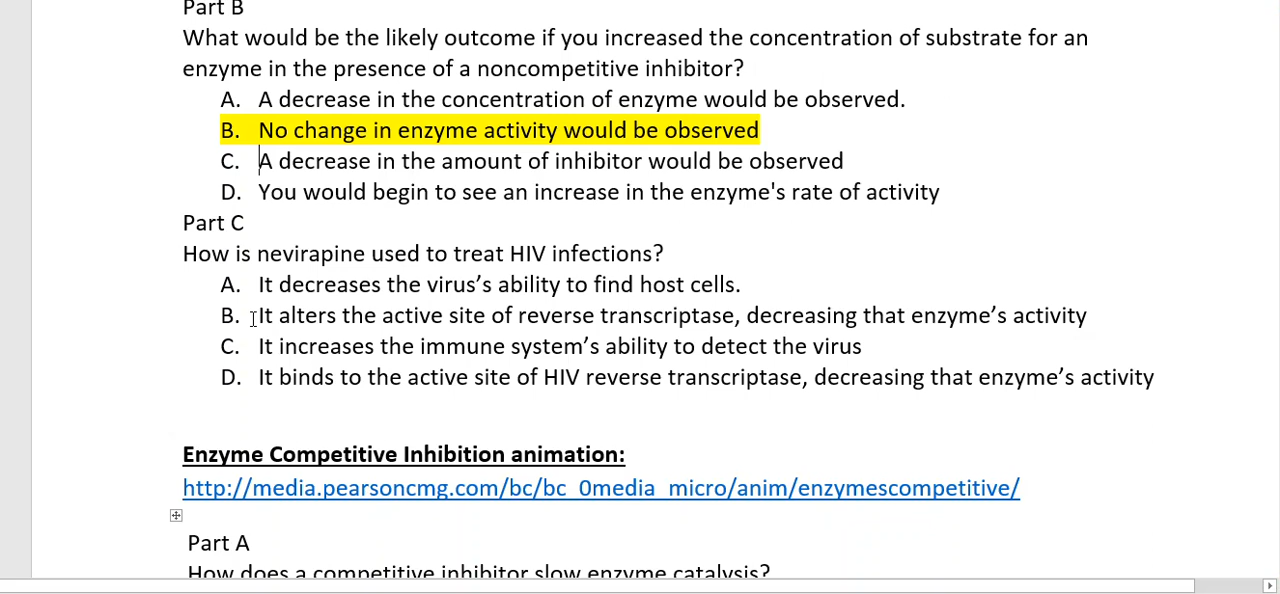 Part B
What would be the likely outcome if you increased the concentration of substrate for an
enzyme in the presence of a noncompetitive inhibitor?
A. A decrease in the concentration of enzyme would be observed.
B. No change in enzyme activity would be observed
C. A decrease in the amount of inhibitor would be observed
D. You would begin to see an increase in the enzyme's rate of activity
Part C
How is nevirapine used to treat HIV infections?
A. It decreases the virus’s ability to find host cells.
B. It alters the active site of reverse transcriptase, decreasing that enzyme’s activity
C. It increases the immune system’s ability to detect the virus
D. It binds to the active site of HIV reverse transcriptase, decreasing that enzyme’s activity
Enzyme Competitive Inhibition animation:
http://media.pearsoncmg.com/bc/bc_0media_micro/anim/enzymescompetitive/
Part A
How does a competitive inhibitor slow enzyme catalysis?